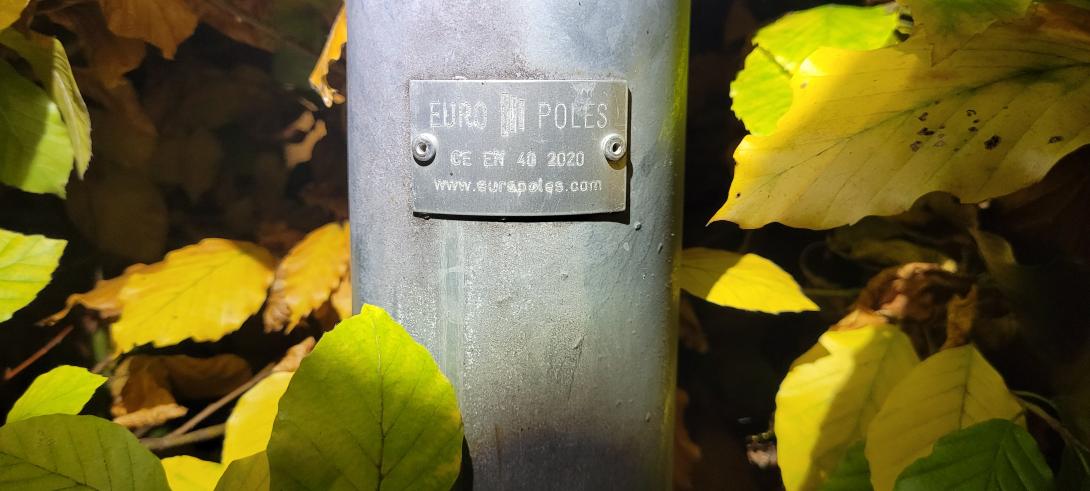 EURO POLES
CE EN 40 2020
www.europoles.com